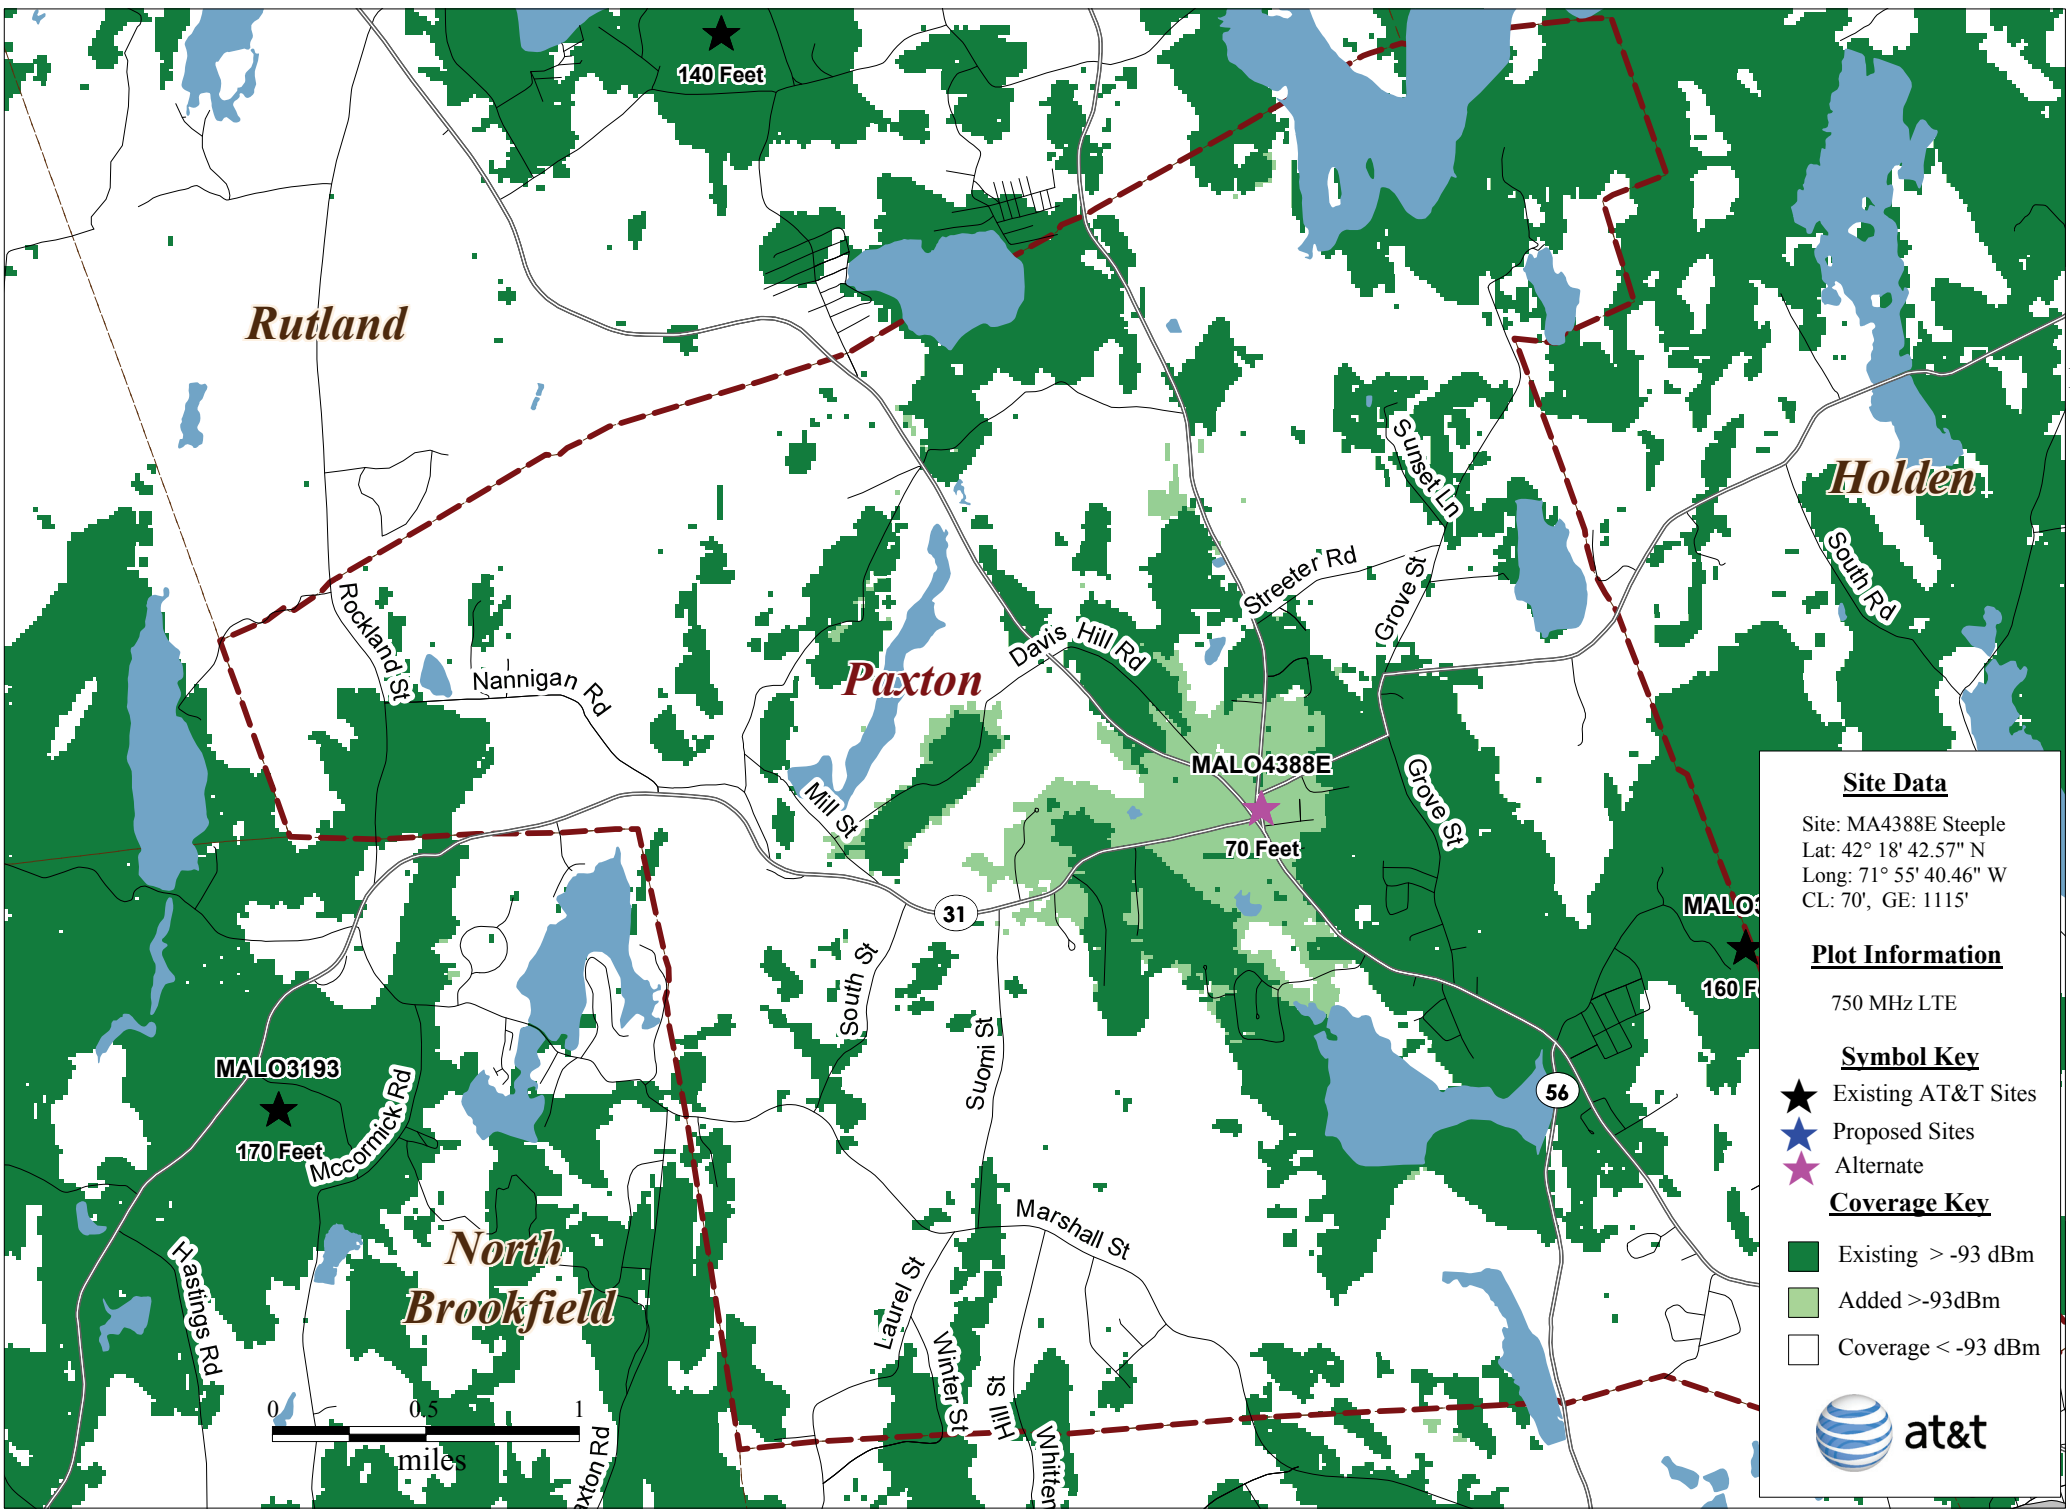 140 Feet
Rutland
Sunset Ln
Holden
South Rd
Streeter Rd
Grove St
Rockland St
Nannigan Rd
Davis Hill Rd
Paxton
MALO4388E
Mill St
70 Feet
Grove St
31
South St
Suomi St
MALO3
160 F
MALO3193
170 Feet
Mccormick Rd
56
North
Brookfield
Hastings Rd
Marshall St
Laurel St
Winter St
Hill St
Whitten
axton Rd
0 0.5 1
miles
Site Data
Site: MA4388E Steeple
Lat: 42° 18' 42.57" N
Long: 71° 55' 40.46" W
CL: 70', GE: 1115'
Plot Information
750 MHz LTE
Symbol Key
Existing AT&T Sites
Proposed Sites
Alternate
Coverage Key
Existing > -93 dBm
Added >-93dBm
Coverage < -93 dBm
at&t